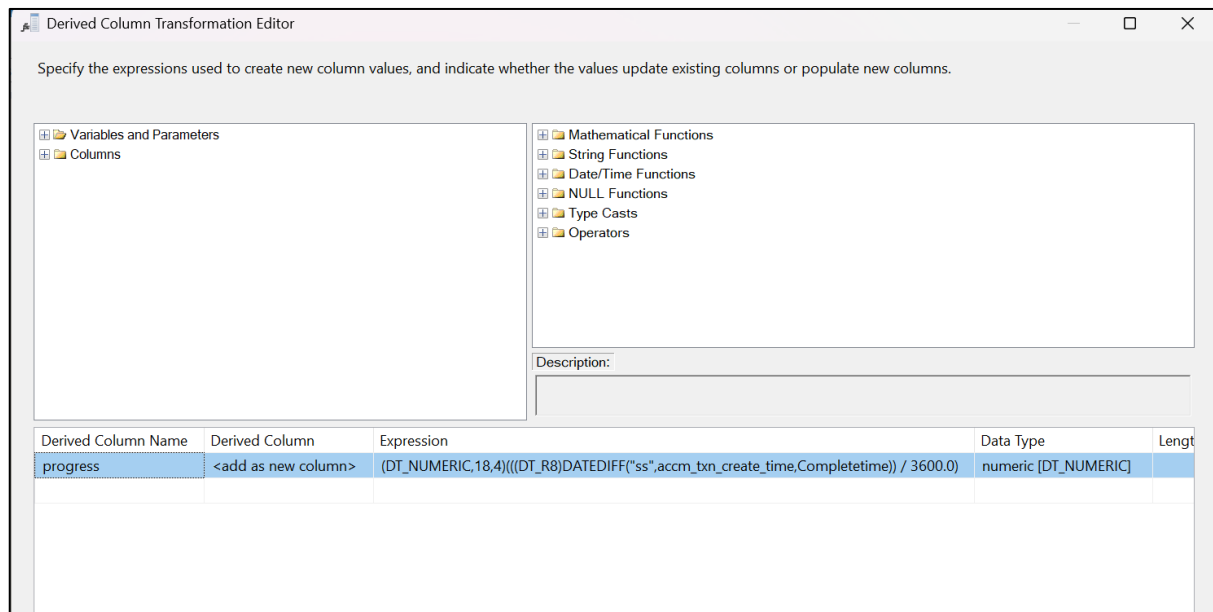 Derived Column Transformation Editor
Specify the expressions used to create new column values, and indicate whether the values update existing columns or populate new columns.
Variables and Parameters
Columns
Mathematical Functions
String Functions
Date/Time Functions
NULL Functions
Type Casts
Operators
Description:
Derived Column Name Derived Column Expression Data Type Lengt
progress <add as new column> (DT_NUMERIC,18,4)(((DT_R8)DATEDIFF("ss",accm_txn_create_time,Completetime)) / 3600.0) numeric [DT_NUMERIC]